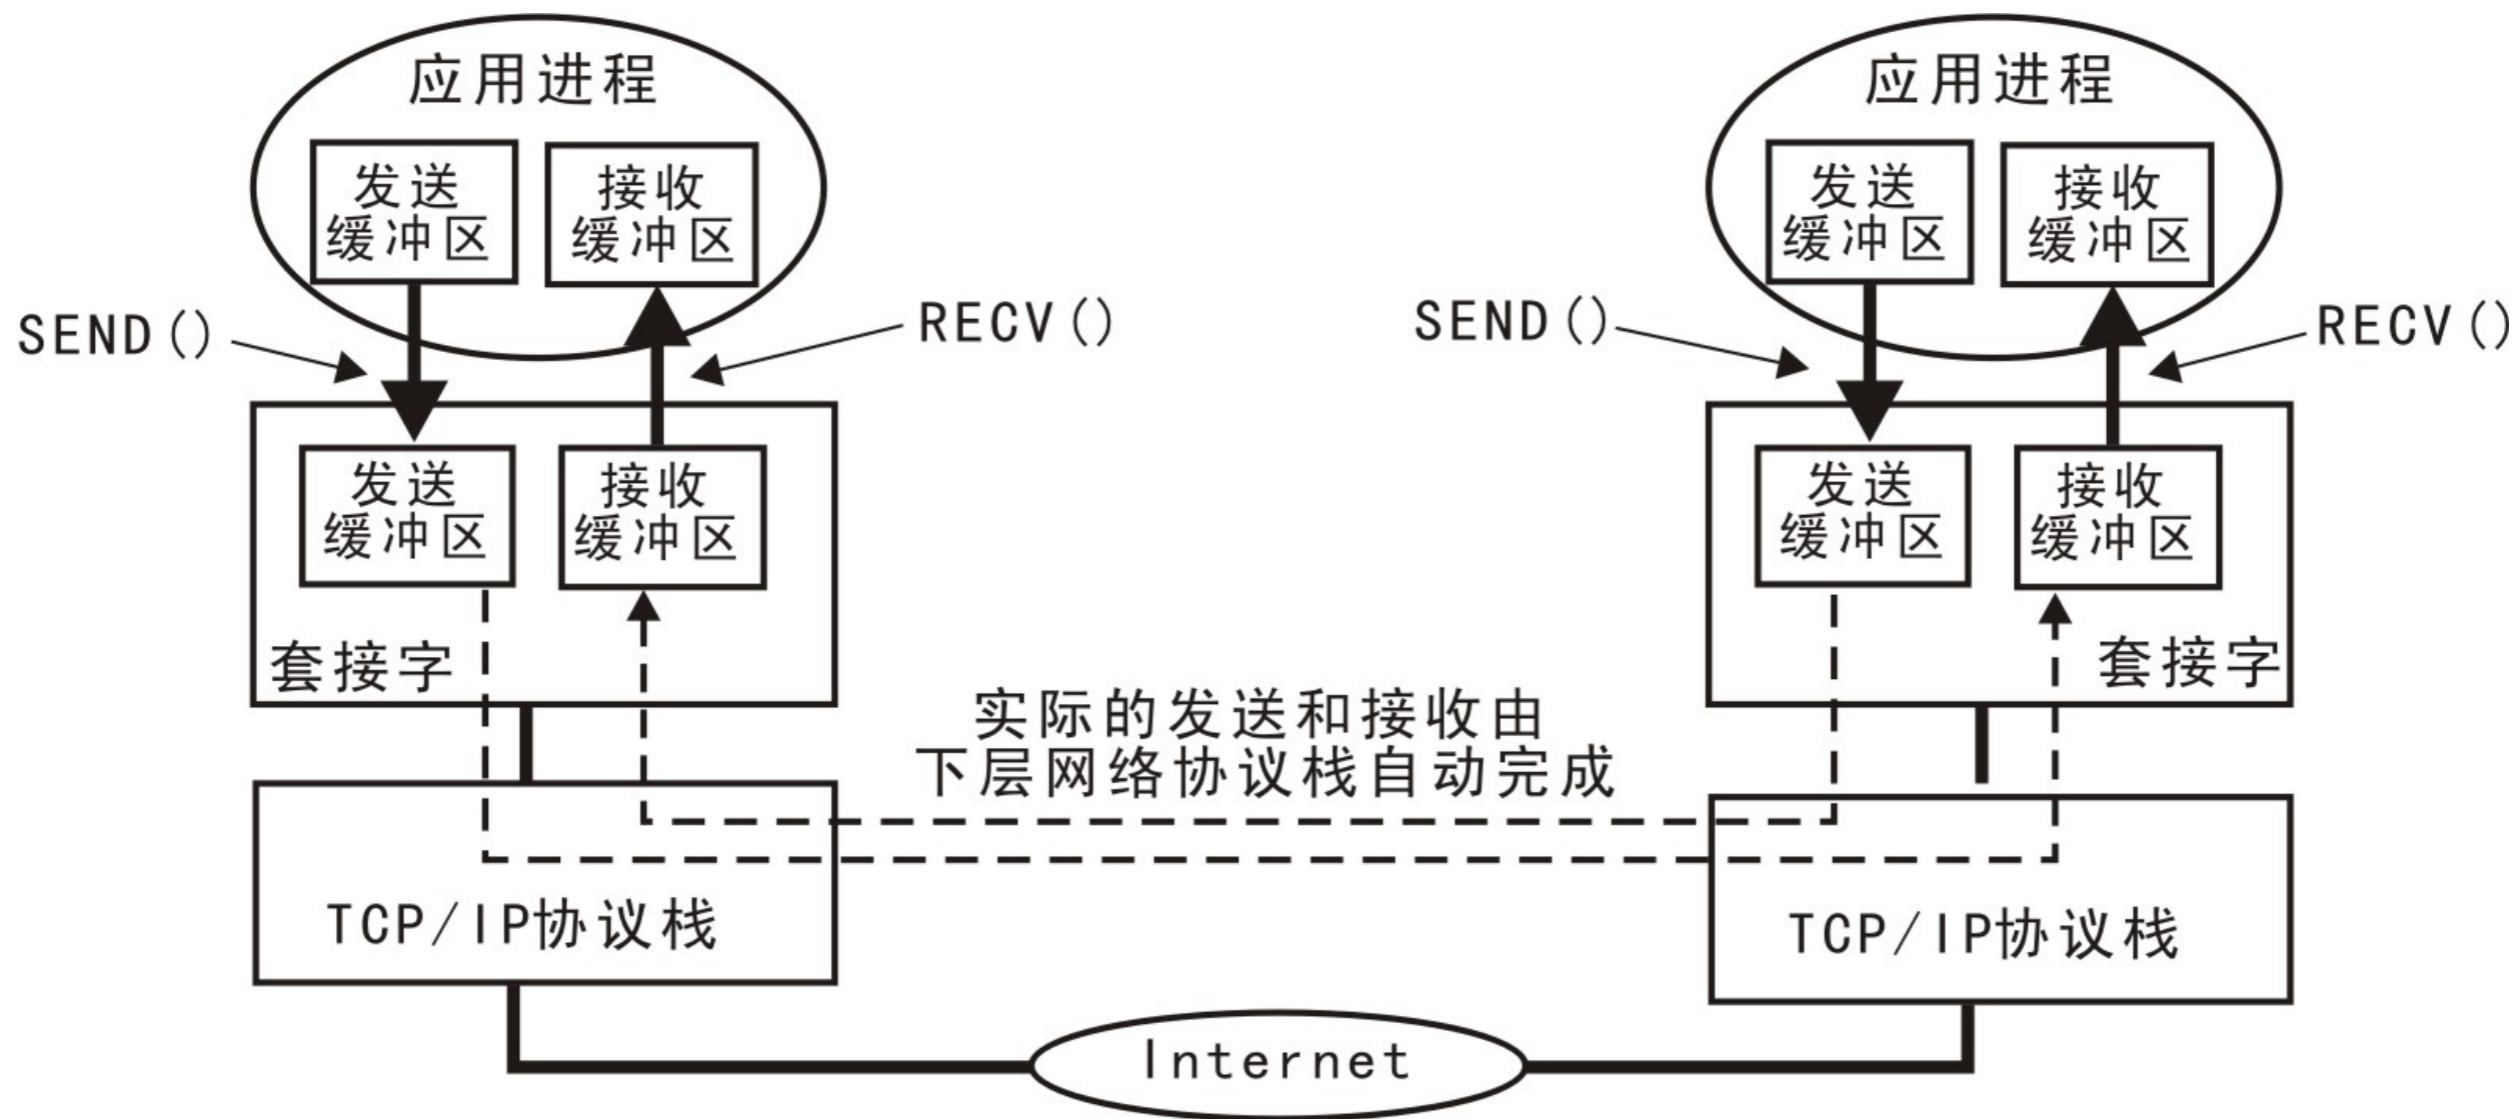 应用进程
应用进程
发送
缓冲区
接收
缓冲区
发送
缓冲区
接收
缓冲区
SEND()
RECV()
SEND()
RECV()
发送
缓冲区
接收
缓冲区
发送
缓冲区
接收
缓冲区
套接字
套接字
实际的发送和接收由
下层网络协议栈自动完成
TCP/IP协议栈
TCP/IP协议栈
Internet